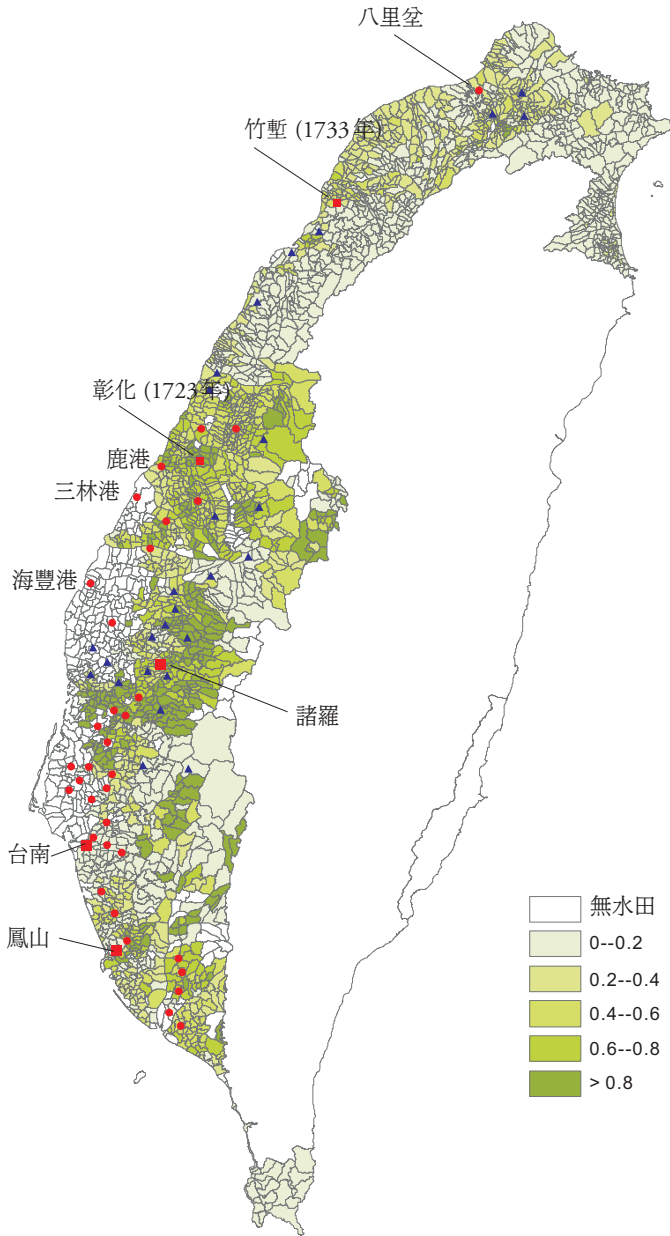 八里坌
竹塹 (1733年)
彰化 (1723年)
鹿港
三林港
海豐港
諸羅
台南
鳳山
無水田
0--0.2
0.2--0.4
0.4--0.6
0.6--0.8
> 0.8